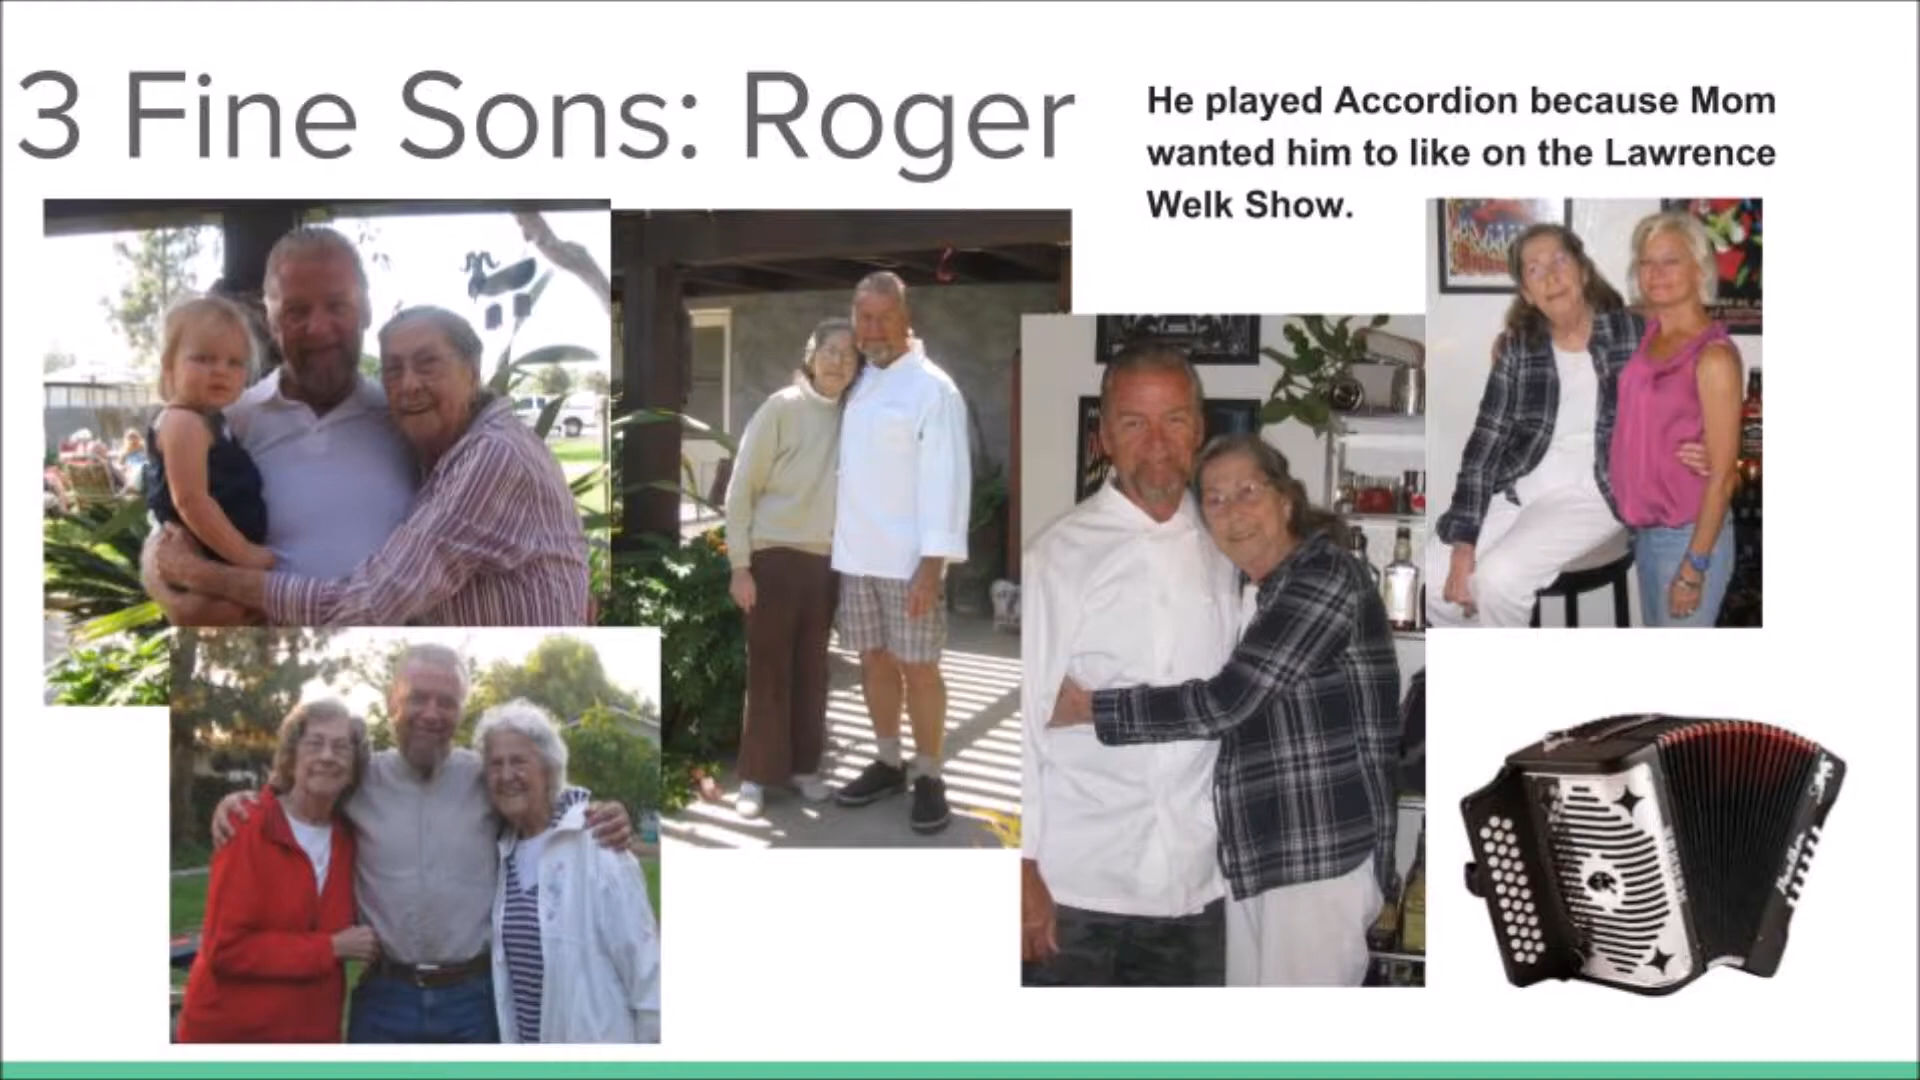 3 Fine Sons: Roger
He played Accordion because Mom
wanted him to like on the Lawrence
Welk Show.